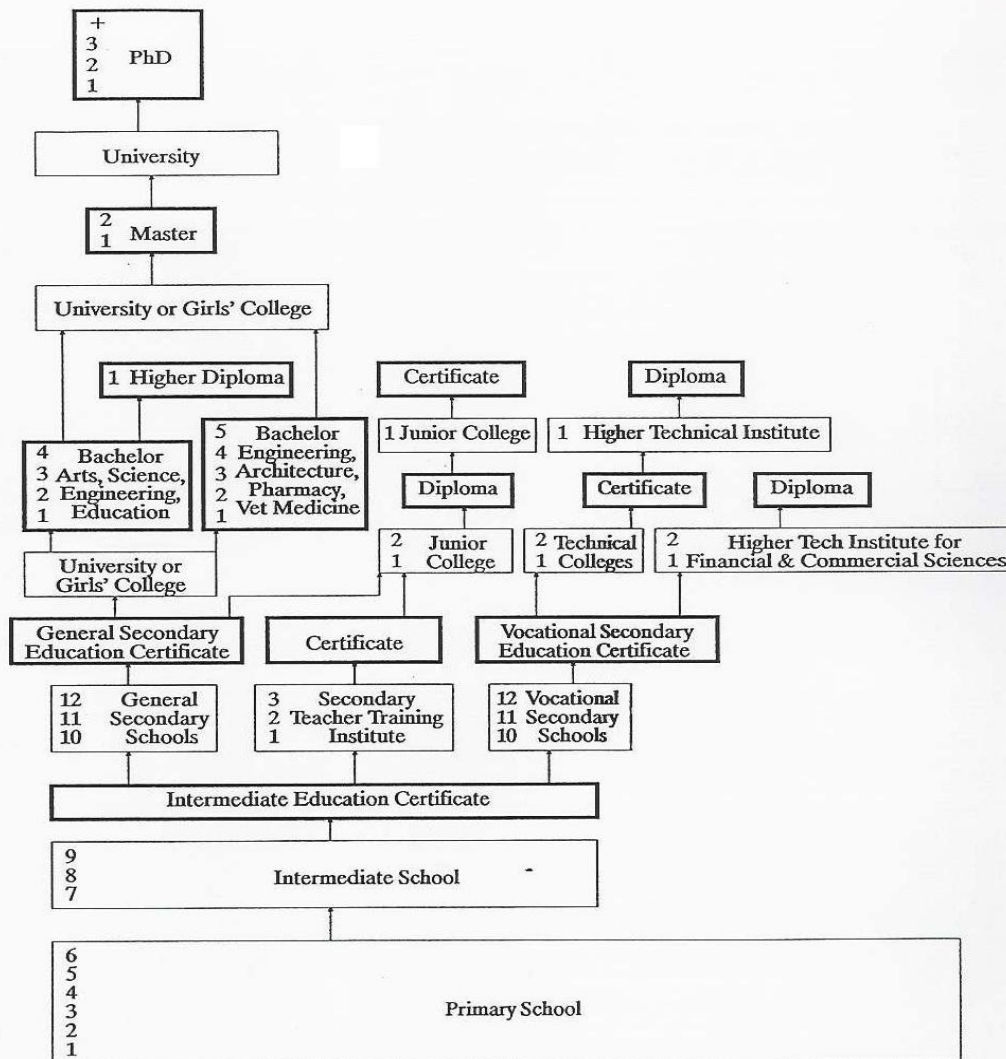 +
3
2 PhD
1
University
2
1 Master
University or Girls' College
1 Higher Diploma
Certificate
Diploma
4 Bachelor
3 Arts, Science,
2 Engineering,
1 Education
5 Bachelor
4 Engineering,
3 Architecture,
2 Pharmacy,
1 Vet Medicine
1 Junior College
1 Higher Technical Institute
Diploma
Certificate
Diploma
University or
Girls' College
2 Junior
1 College
2 Technical
1 Colleges
2 Higher Tech Institute for
1 Financial & Commercial Sciences
General Secondary
Education Certificate
Certificate
Vocational Secondary
Education Certificate
12 General
11 Secondary
10 Schools
3 Secondary
2 Teacher Training
1 Institute
12 Vocational
11 Secondary
10 Schools
Intermediate Education Certificate
9
8 Intermediate School
7
6
5
4
3 Primary School
2
1